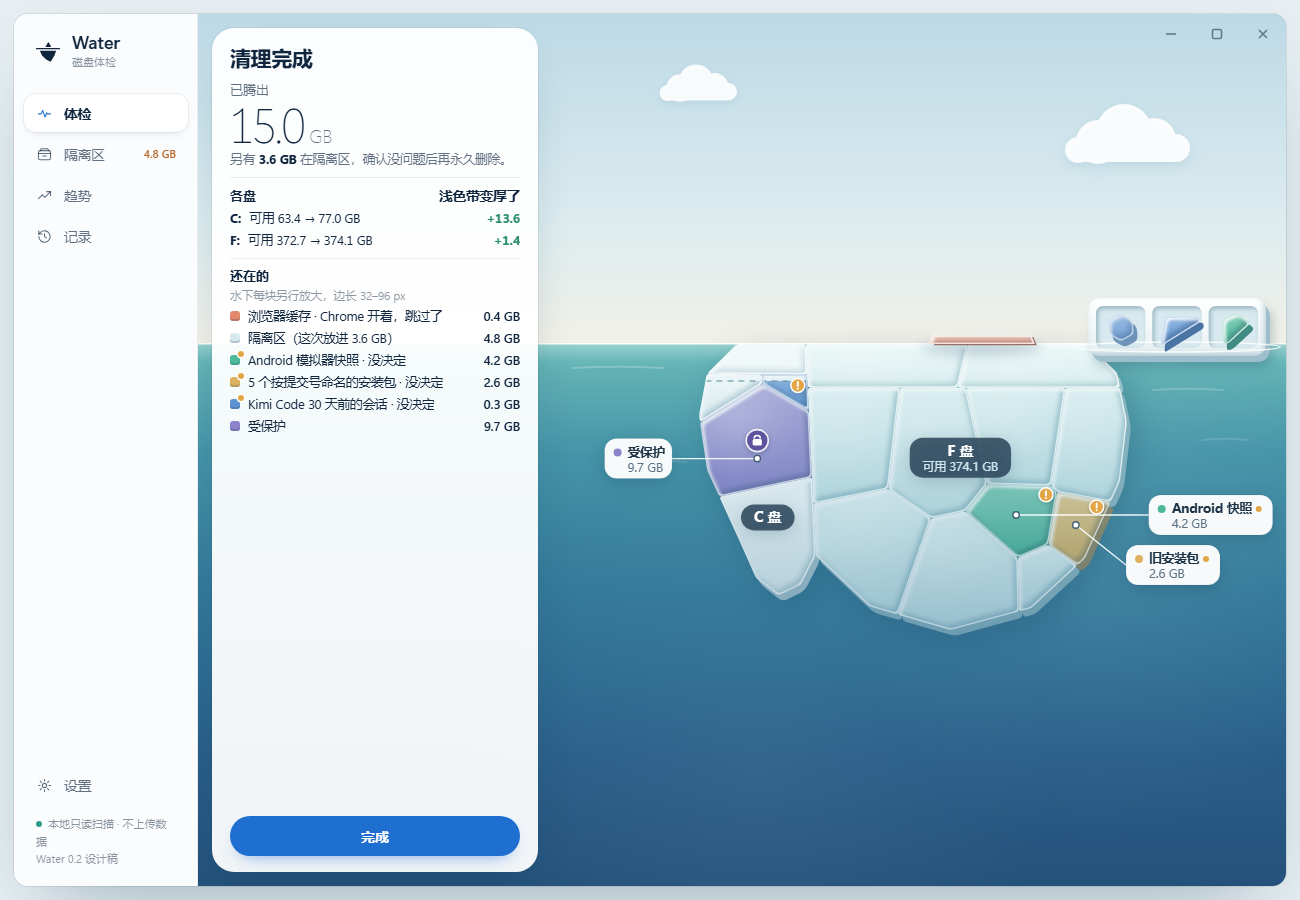 Water
磁盘体检
体检
隔离区 4.8 GB
趋势
记录
设置
本地只读扫描 · 不上传数
据
Water 0.2 设计稿
清理完成
已腾出
15.0 GB
另有 3.6 GB 在隔离区，确认没问题后再永久删除。
各盘 浅色带变厚了
C: 可用 63.4 → 77.0 GB +13.6
F: 可用 372.7 → 374.1 GB +1.4
还在的
水下每块另行放大，边长 32–96 px
浏览器缓存 · Chrome 开着，跳过了 0.4 GB
隔离区（这次放进 3.6 GB） 4.8 GB
Android 模拟器快照 · 没决定 4.2 GB
5 个按提交号命名的安装包 · 没决定 2.6 GB
Kimi Code 30 天前的会话 · 没决定 0.3 GB
受保护 9.7 GB
完成
受保护
9.7 GB
C 盘
F 盘
可用 374.1 GB
Android 快照
4.2 GB
旧安装包
2.6 GB